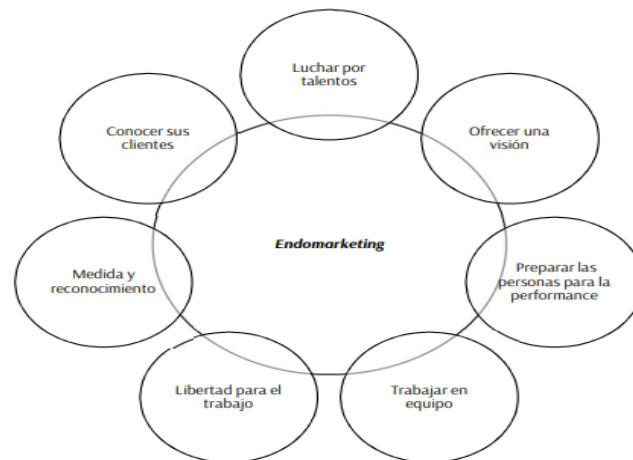 Luchar por
talentos
Ofrecer una
visión
Preparar las
personas para la
performance
Trabajar en
equipo
Libertad para el
trabajo
Medida y
reconocimiento
Conocer sus
clientes
Endomarketing